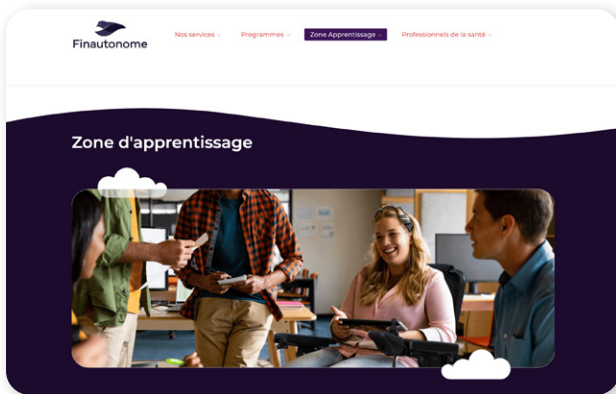 Finautonome
Nos services
Programmes
Zone Apprentissage
Professionnels de la santé
Zone d'apprentissage